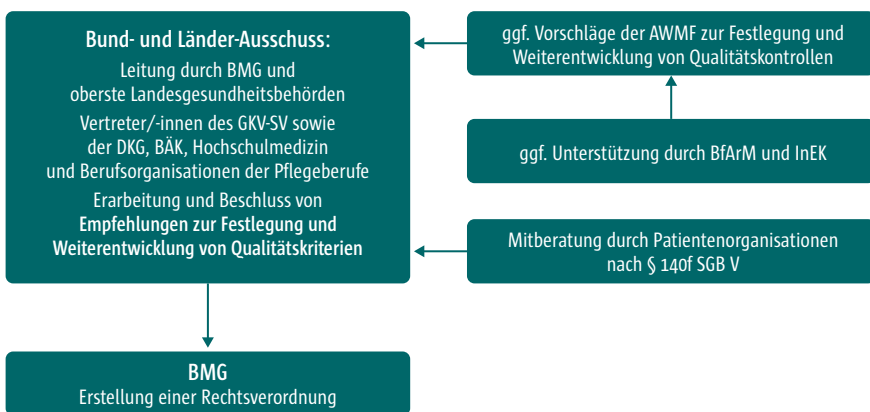 Bund- und Länder-Ausschuss:
Leitung durch BMG und
oberste Landesgesundheitsbehörden
Vertreter/-innen des GKV-SV sowie
der DKG, BÄK, Hochschulmedizin
und Berufsorganisationen der Pflegeberufe
Erarbeitung und Beschluss von
Empfehlungen zur Festlegung und
Weiterentwicklung von Qualitätskriterien
ggf. Vorschläge der AWMF zur Festlegung und
Weiterentwicklung von Qualitätskontrollen
ggf. Unterstützung durch BfArM und InEK
Mitberatung durch Patientenorganisationen
nach § 140f SGB V
BMG
Erstellung einer Rechtsverordnung